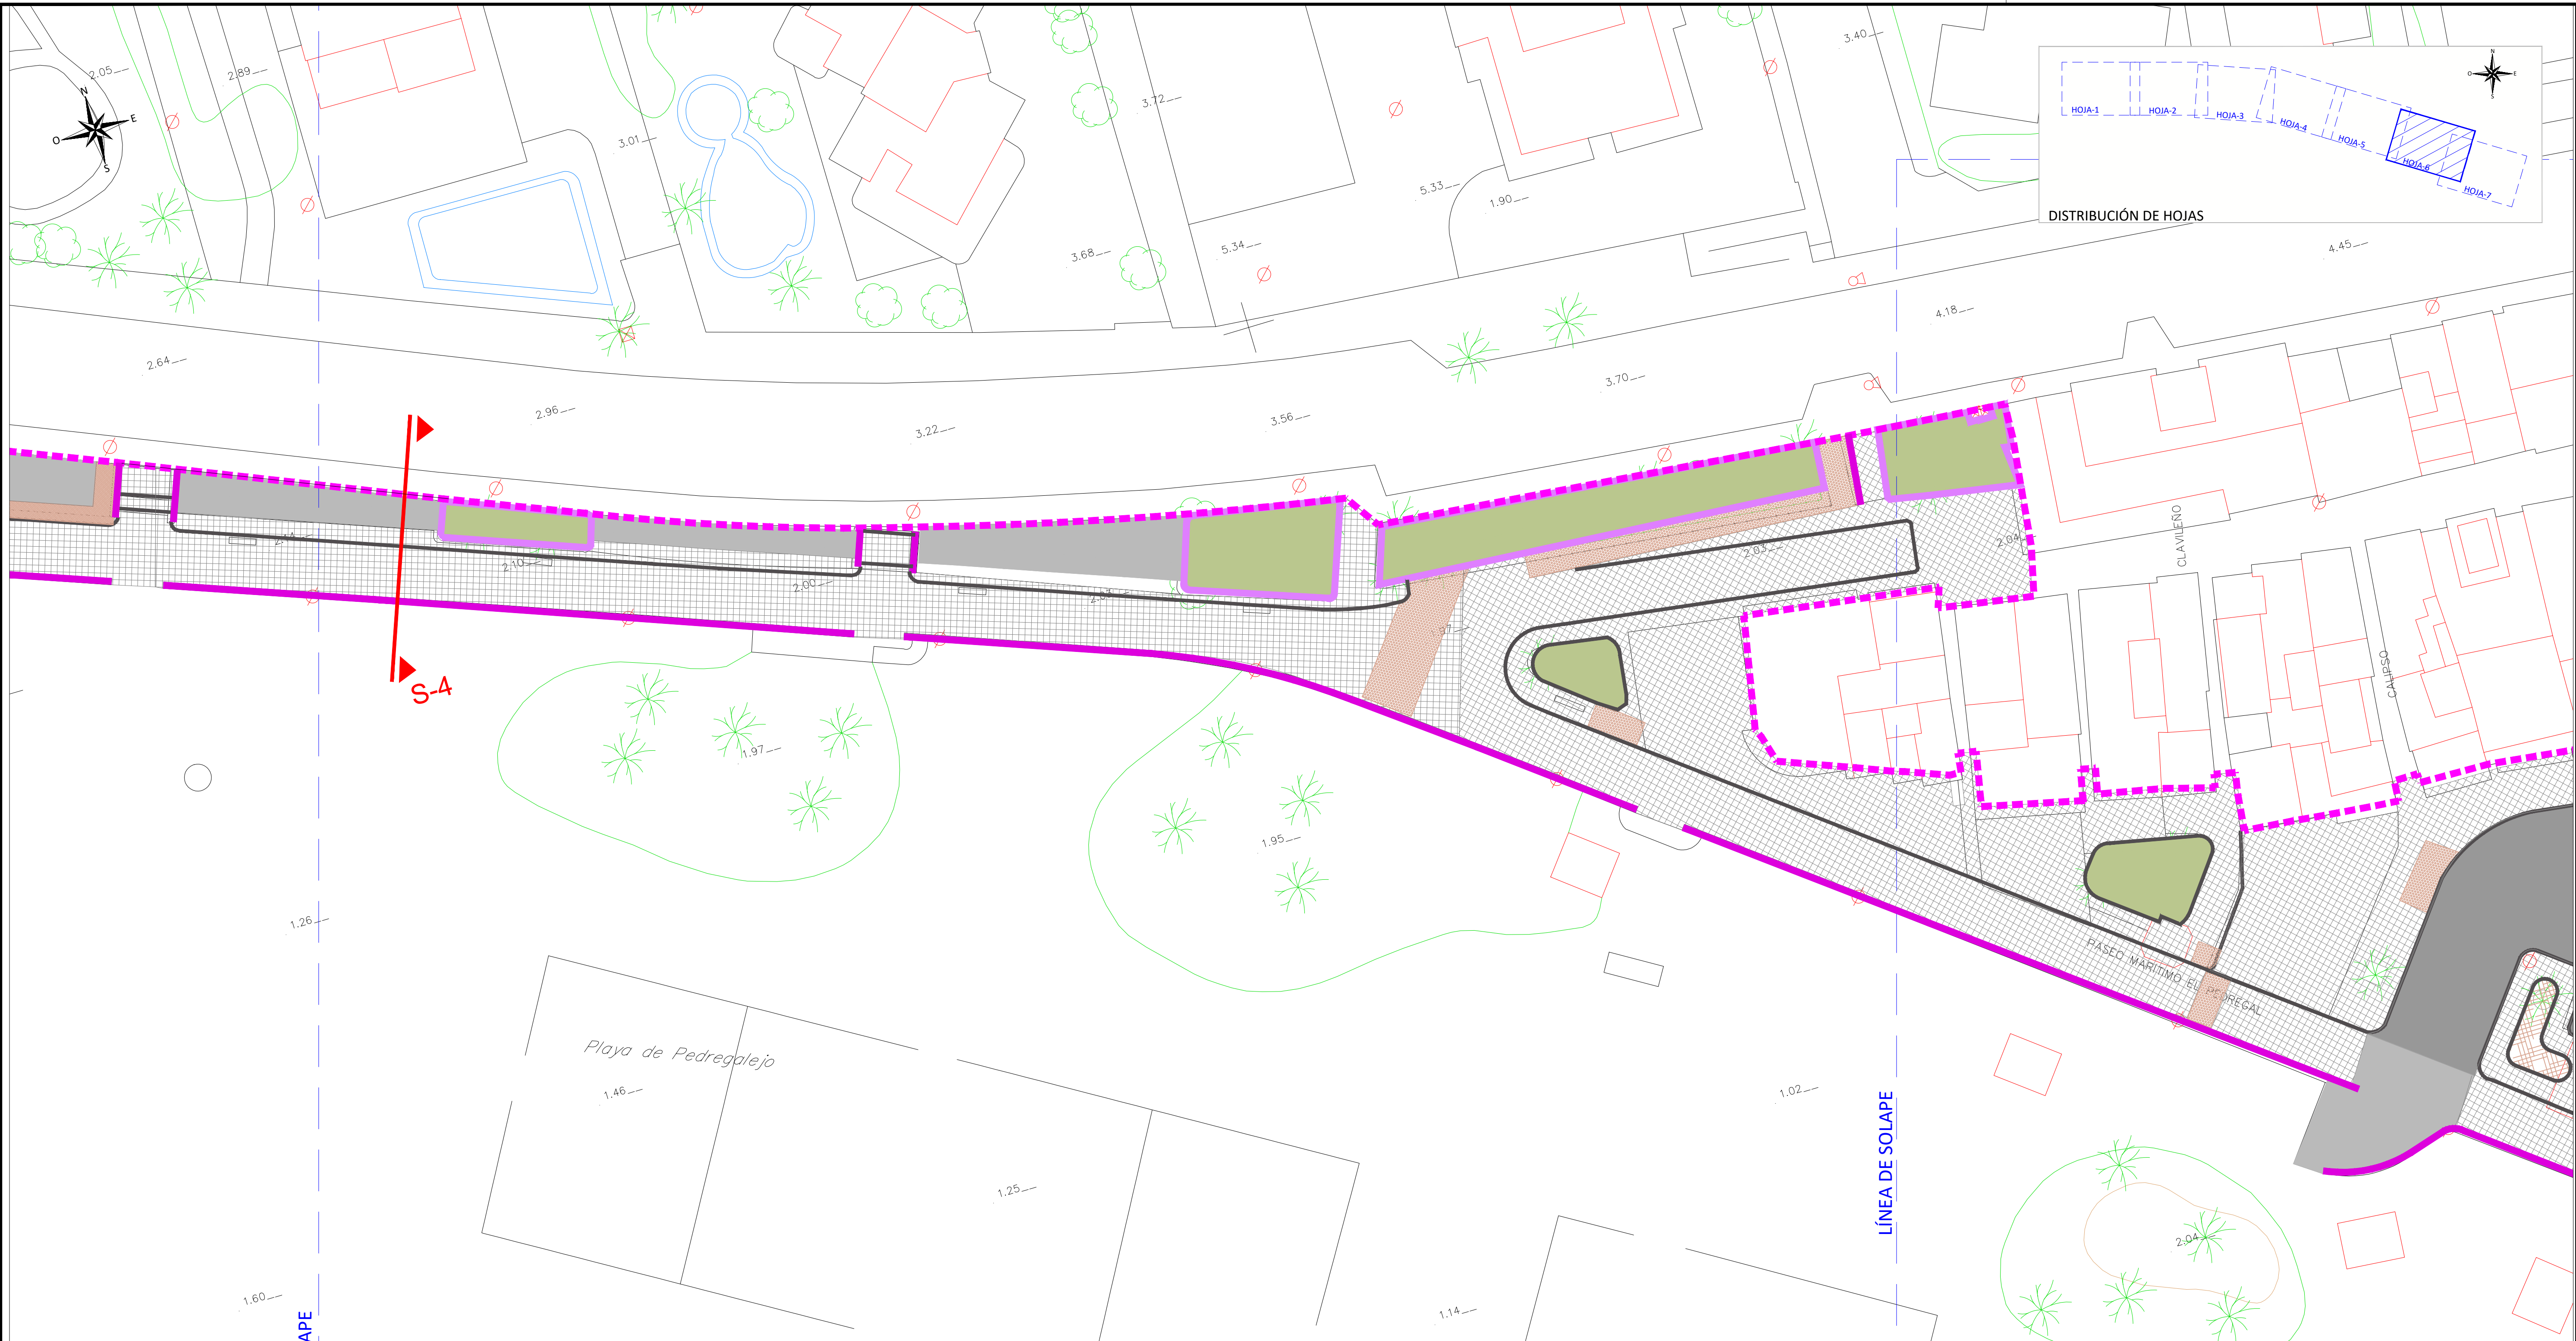 2.05
2.89
N
O
E
S
3.01
3.72
3.40
N
O
E
S
HOJA-1
HOJA-2
HOJA-3
HOJA-4
HOJA-5
HOJA-6
HOJA-7
DISTRIBUCIÓN DE HOJAS
5.33
1.90
3.68
5.34
4.45
4.18
2.64
2.96
3.22
3.56
3.70
2.14
2.10
2.00
2.03
2.04
CLAVILEÑO
CALIPSO
S-4
1.97
1.97
1.95
1.26
PASEO MARITIMO EL PEDREGAL
Playa de Pedregalejo
1.46
1.02
LÍNEA DE SOLAPE
1.25
2.04
1.60
1.14
APE